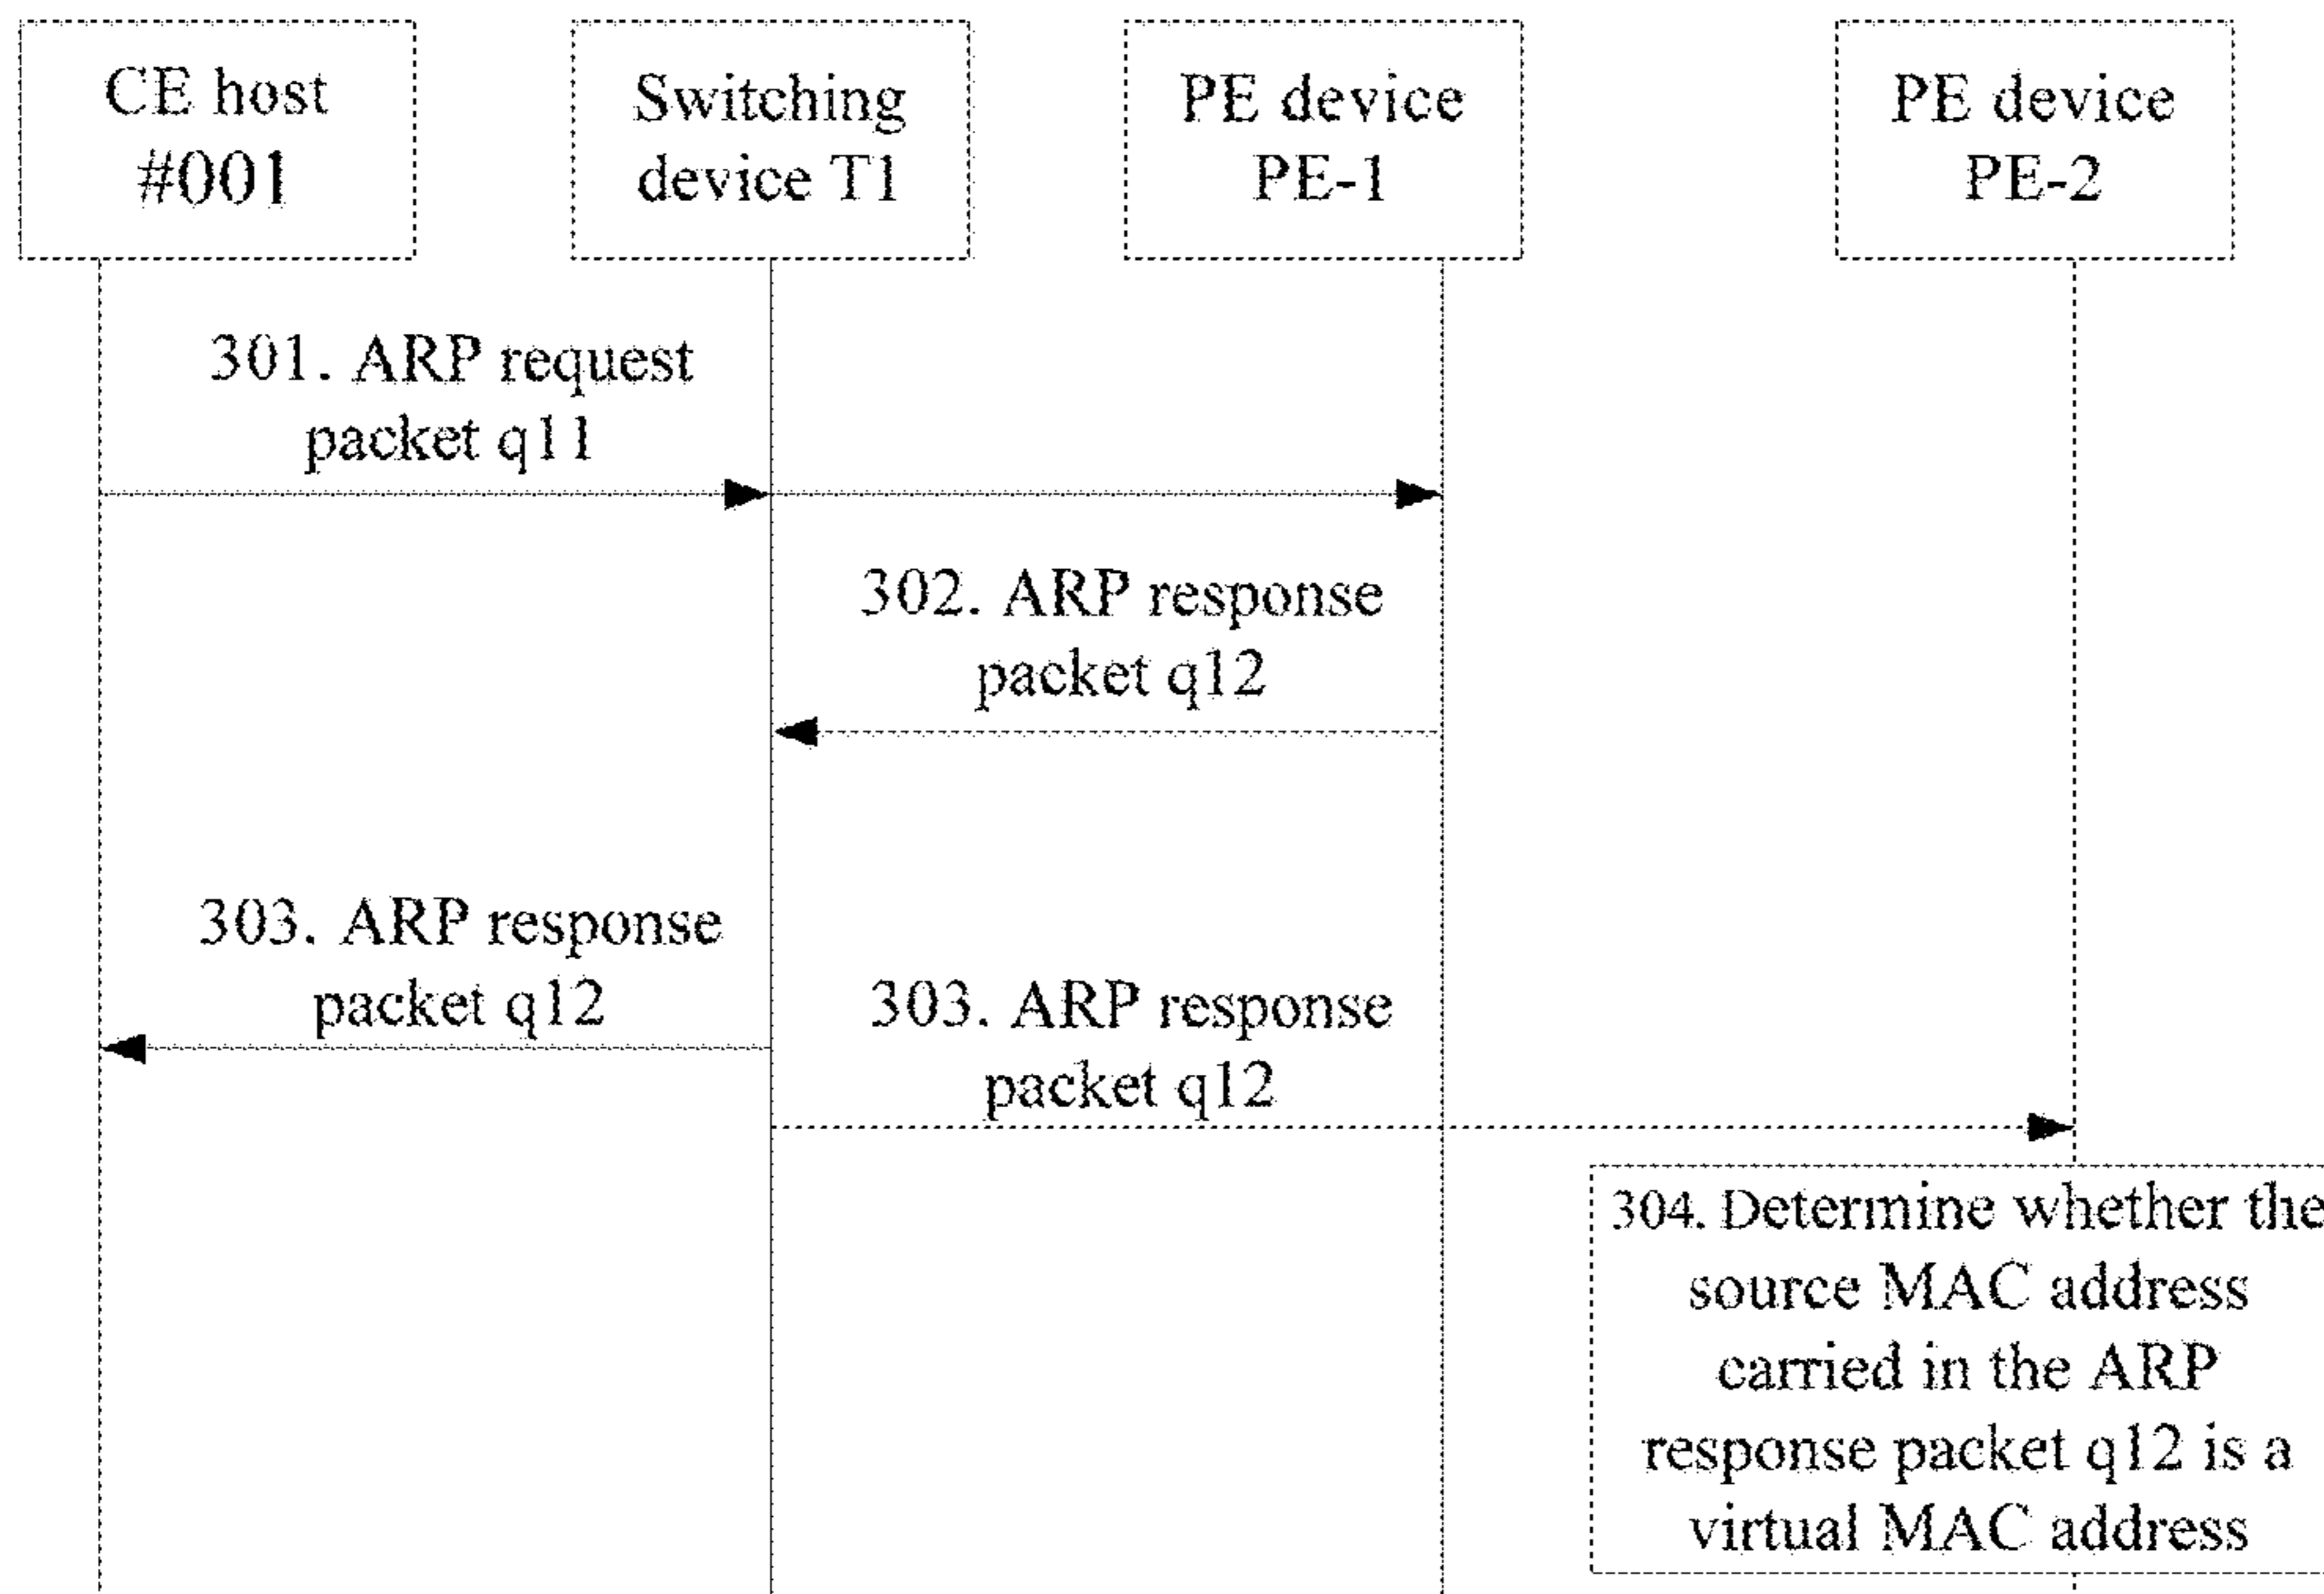 CE host
#001
Switching
device T1
PE device
PE-1
PE device
PE-2
301. ARP request
packet q11
302. ARP response
packet q12
303. ARP response
packet q12
303. ARP response
packet q12
304. Determine whether the
source MAC address
carried in the ARP
response packet q12 is a
virtual MAC address